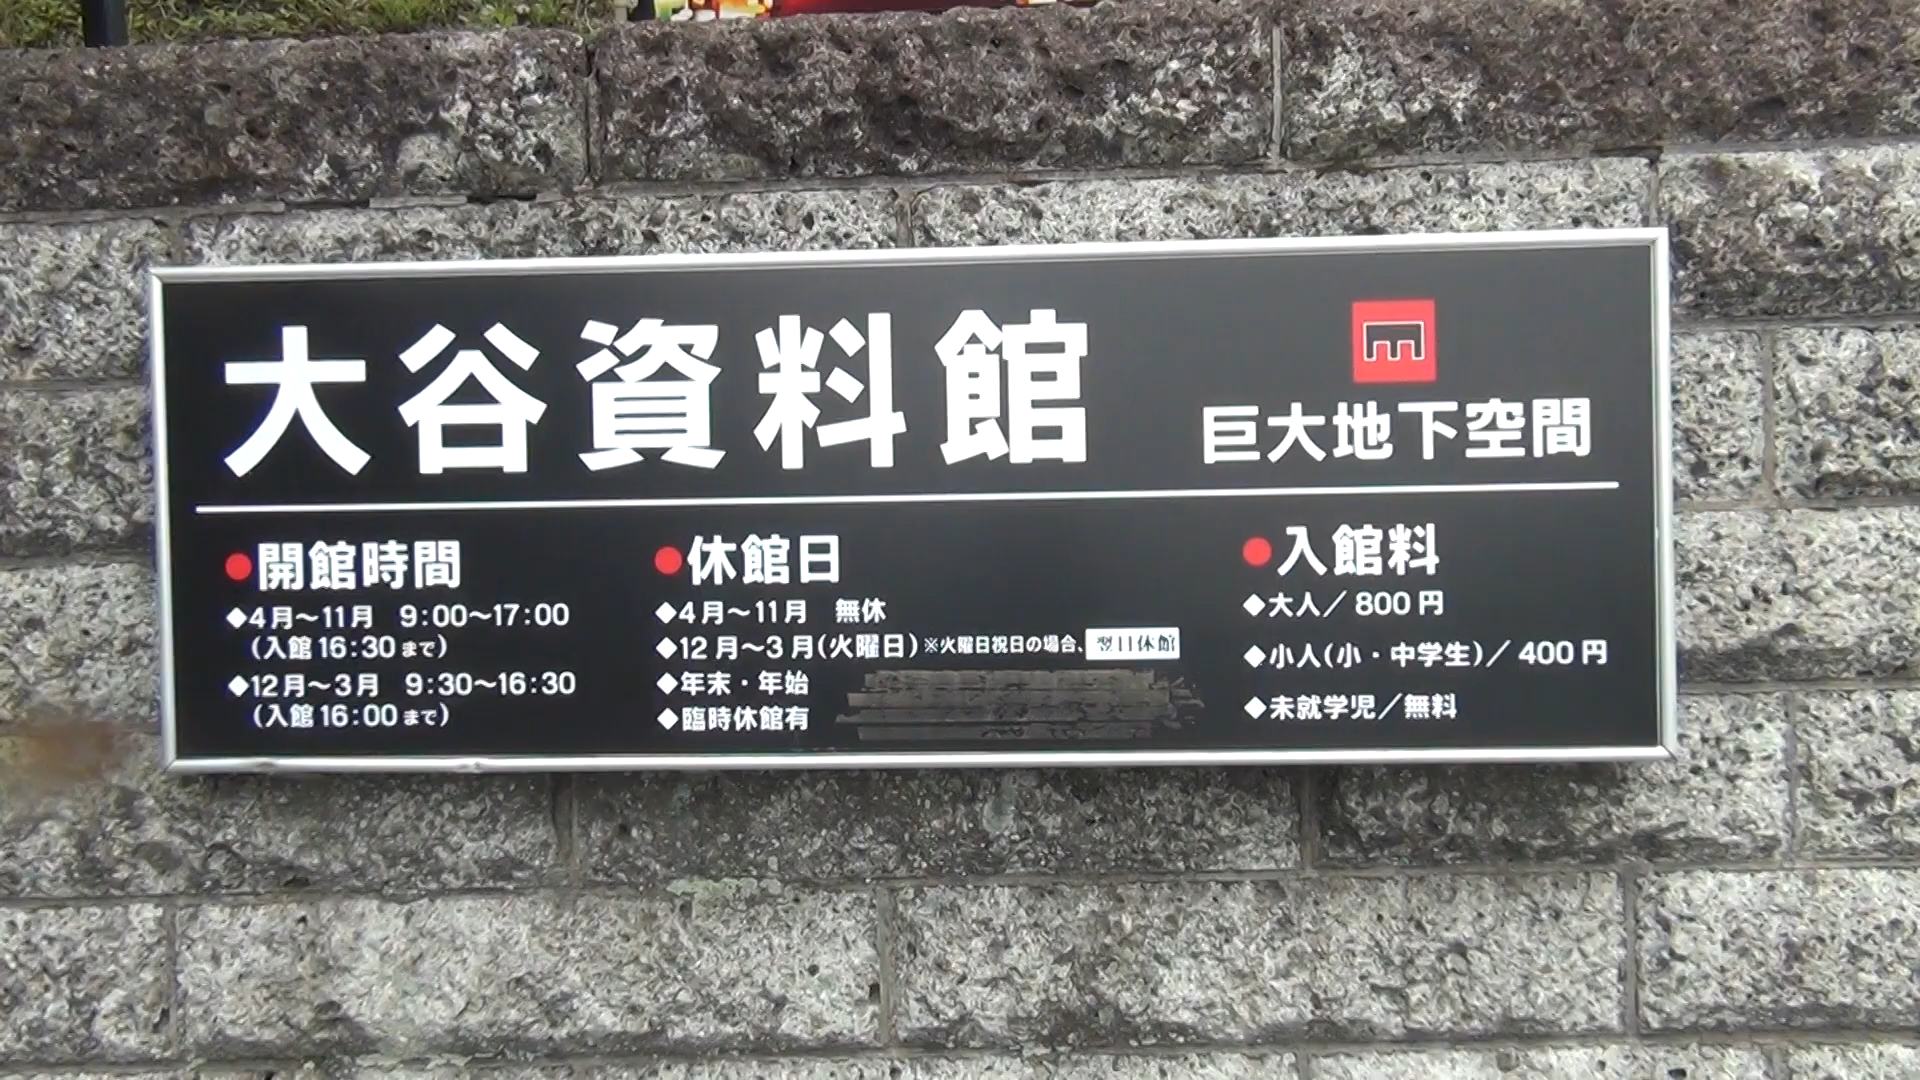 大谷資料館
巨大地下空間
●開館時間
◆4月～11月 9:00～17:00
(入館16:30まで)
◆12月～3月 9:30～16:30
(入館16:00まで)
●休館日
◆4月～11月 無休
◆12月～3月(火曜日)※火曜日祝日の場合、翌日休館
◆年末・年始
◆臨時休館有
●入館料
◆大人／800円
◆小人(小・中学生)／400円
◆未就学児／無料